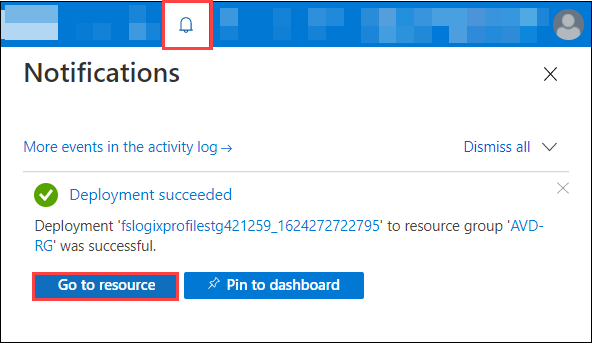 Notifications
More events in the activity log →
Dismiss all
Deployment succeeded
Deployment 'fslogixprofilestg421259_1624272722795' to resource group 'AVD-
RG' was successful.
Go to resource
Pin to dashboard